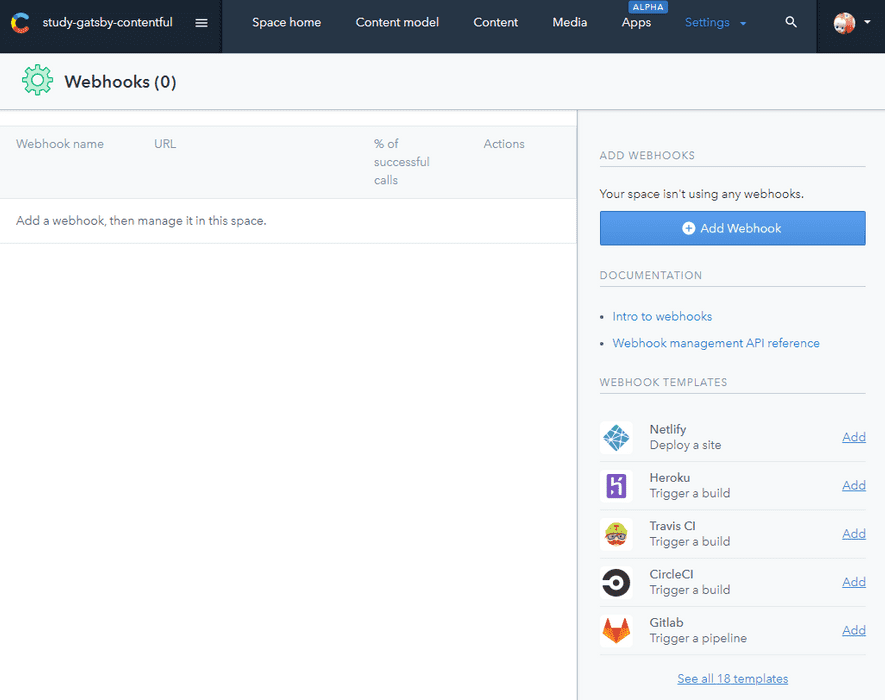 study-gatsby-contentful
Space home
Content model
Content
Media
ALPHA
Apps
Settings
Webhooks (0)
Webhook name
URL
% of
successful
calls
Actions
Add a webhook, then manage it in this space.
ADD WEBHOOKS
Your space isn't using any webhooks.
Add Webhook
DOCUMENTATION
Intro to webhooks
Webhook management API reference
WEBHOOK TEMPLATES
Netlify
Deploy a site
Add
Heroku
Trigger a build
Add
Travis CI
Trigger a build
Add
CircleCI
Trigger a build
Add
Gitlab
Trigger a pipeline
Add
See all 18 templates